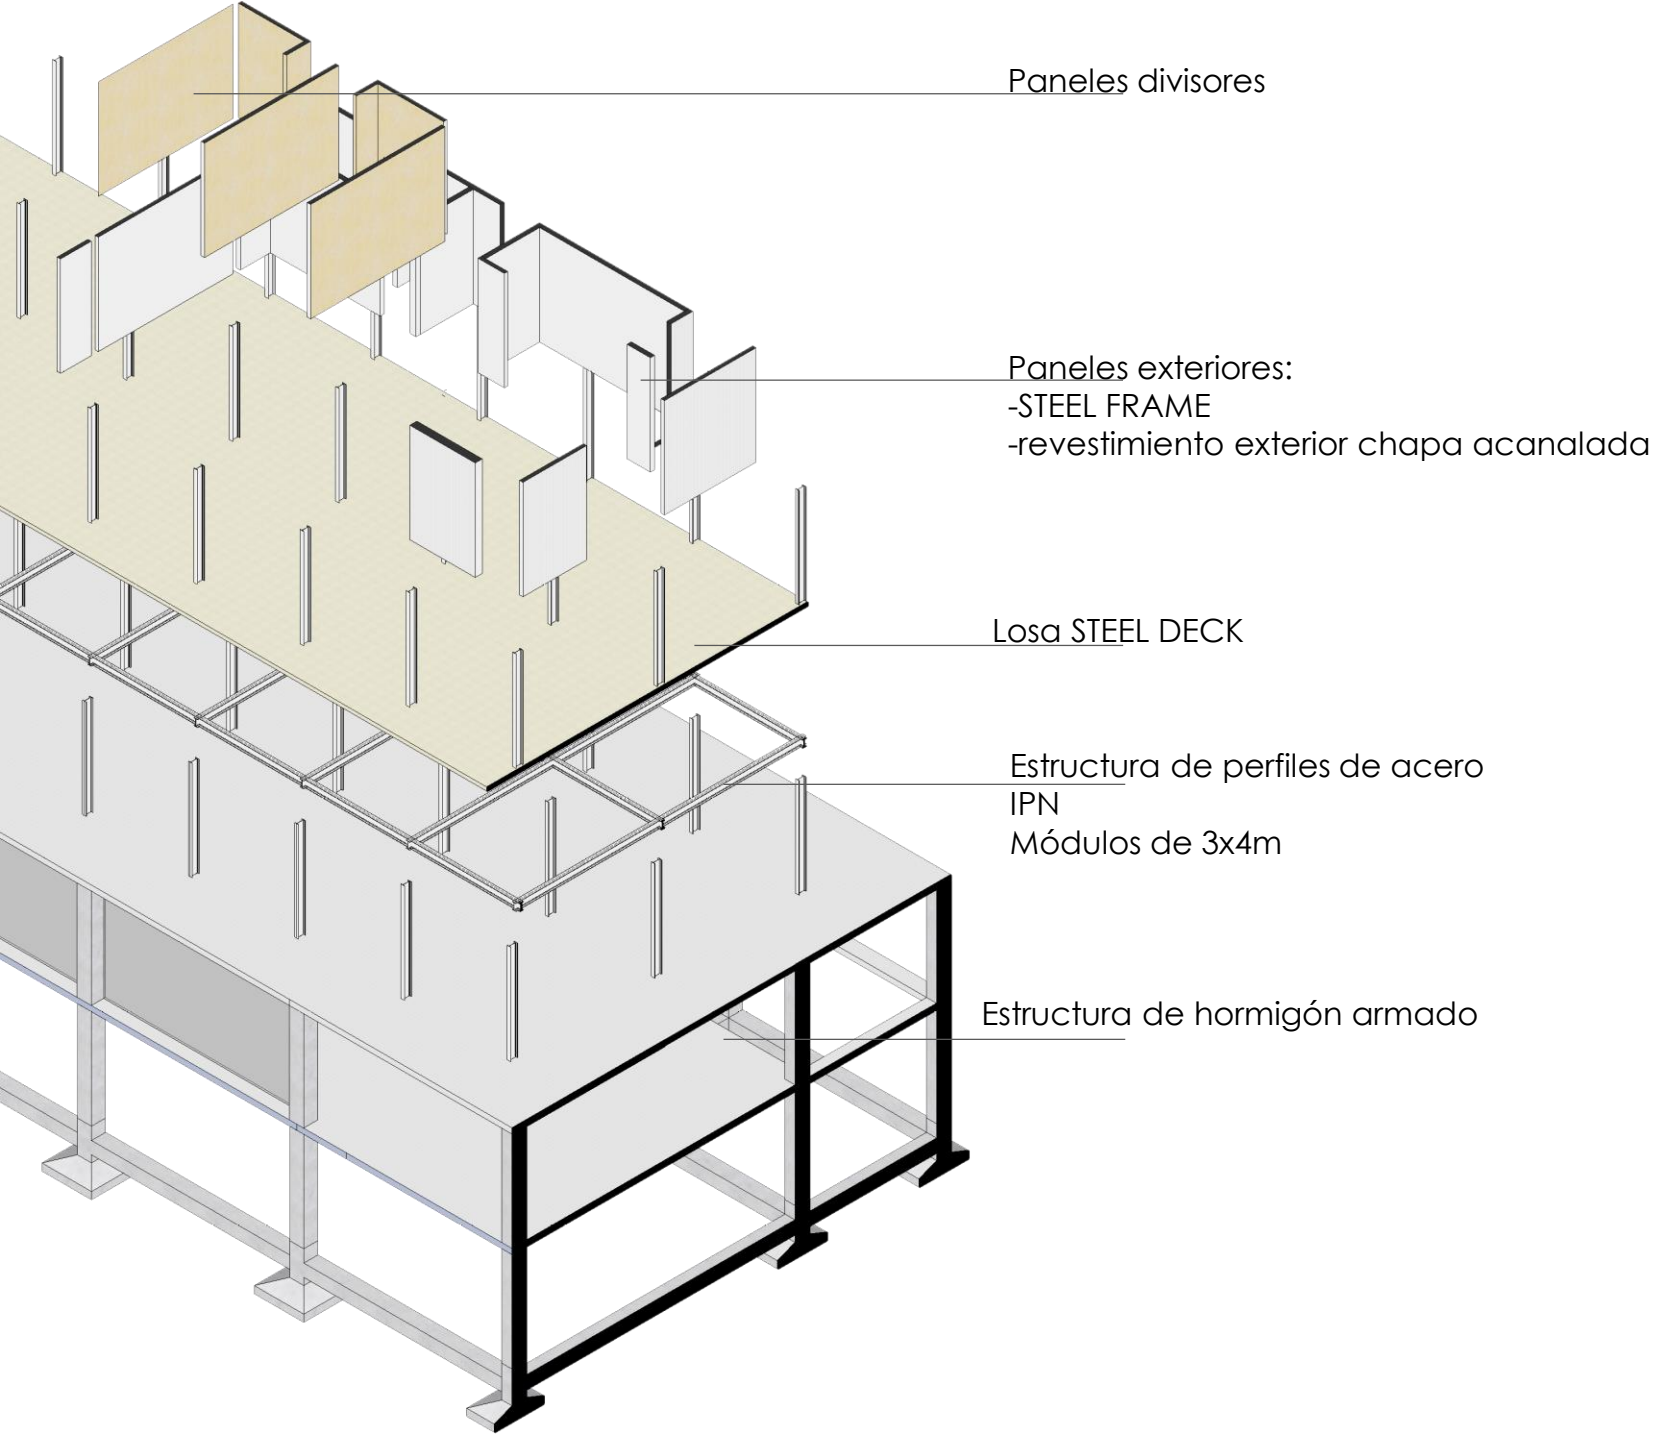 Paneles divisores
Paneles exteriores:
-STEEL FRAME
-revestimiento exterior chapa acanalada
Losa STEEL DECK
Estructura de perfiles de acero
IPN
Módulos de 3x4m
Estructura de hormigón armado